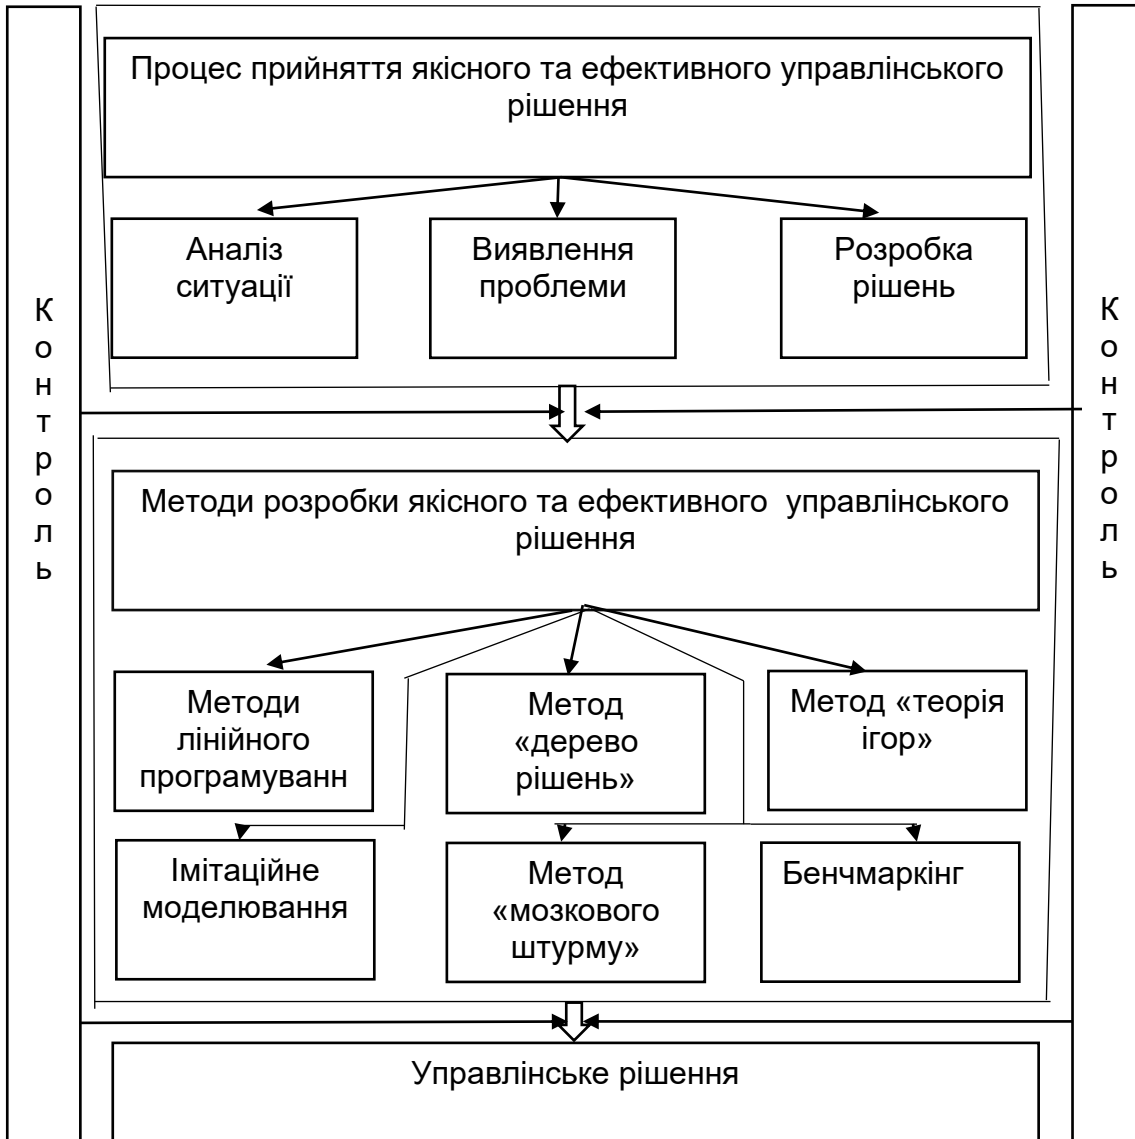 Процес прийняття якісного та ефективного управлінського
рішення
Аналіз
ситуації
Виявлення
проблеми
Розробка
рішень
К
о
н
т
р
о
л
ь
К
о
н
т
р
о
л
ь
Методи розробки якісного та ефективного управлінського
рішення
Методи
лінійного
програмуванн
Метод
«дерево
рішень»
Метод «теорія
ігор»
Імітаційне
моделювання
Метод
«мозкового
штурму»
Бенчмаркінг
Управлінське рішення